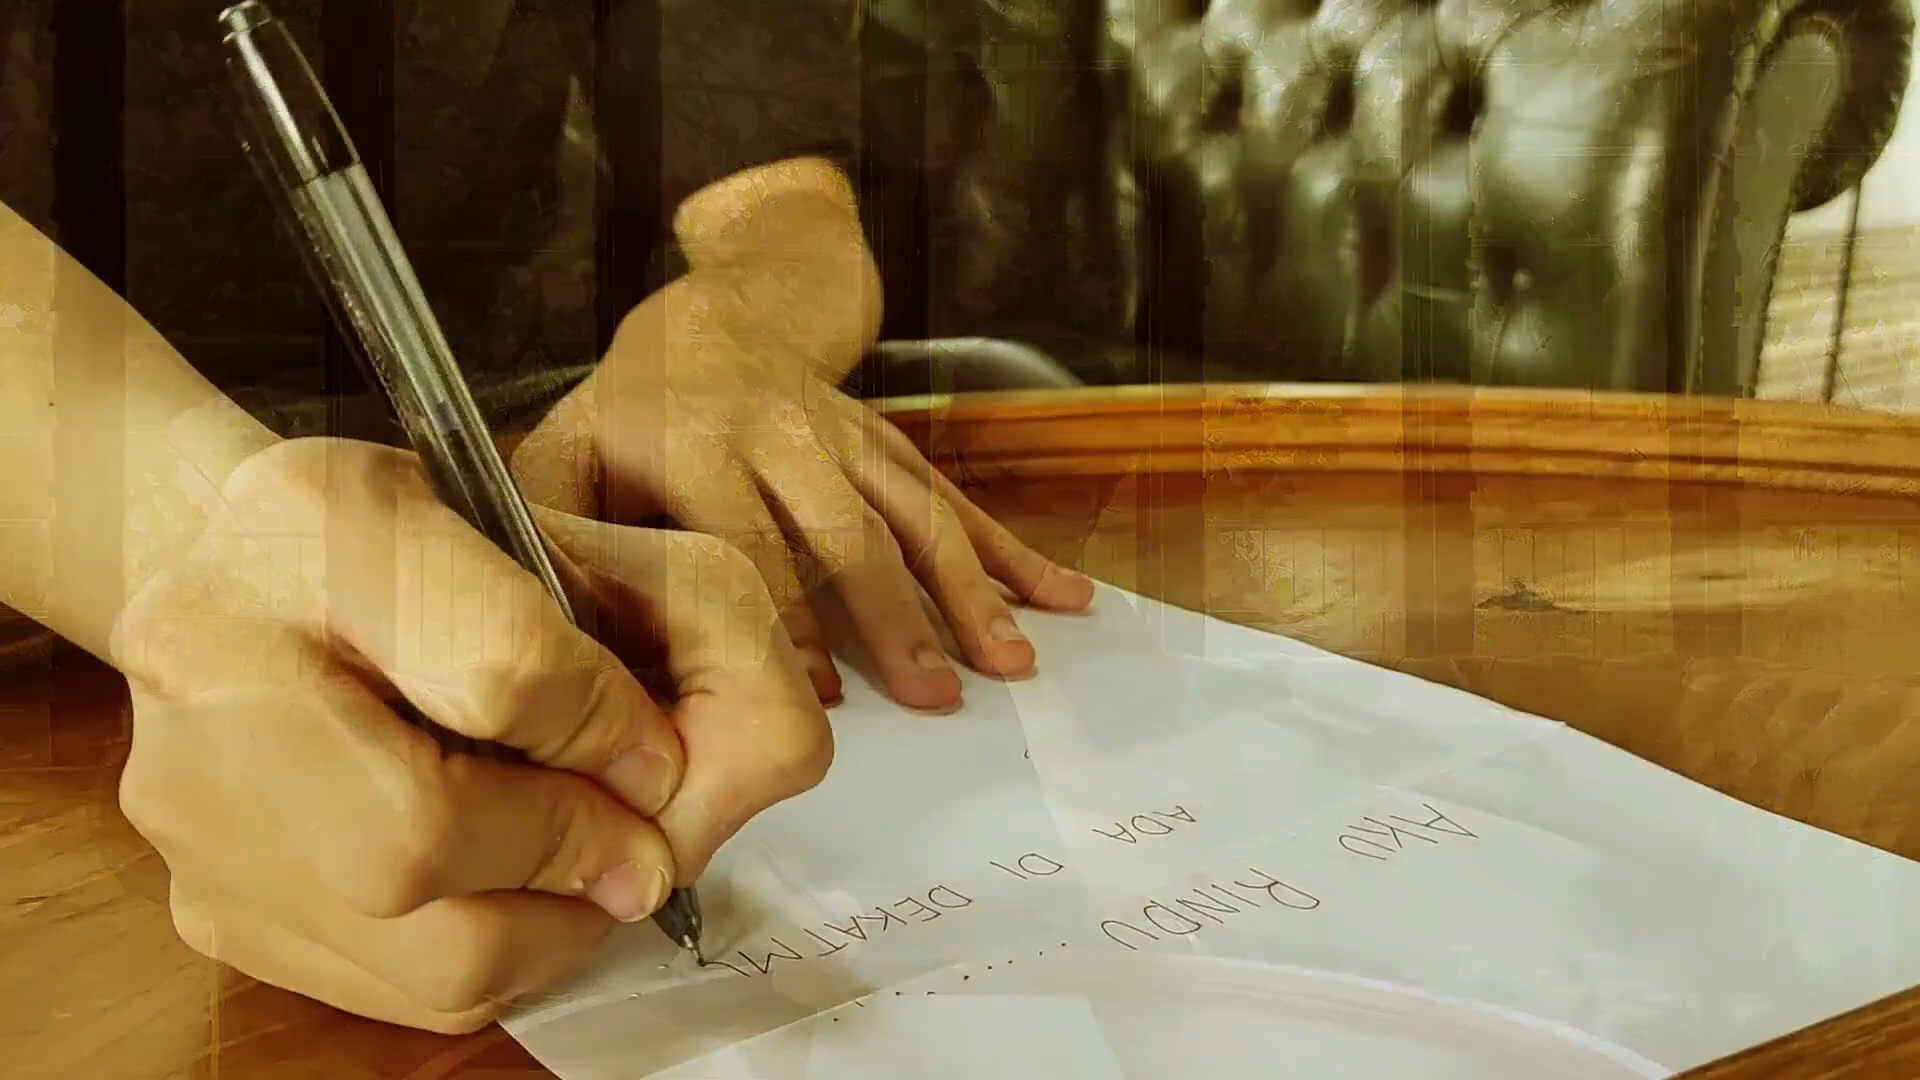 AKU RINDU ........
ADA DI DEKATMU